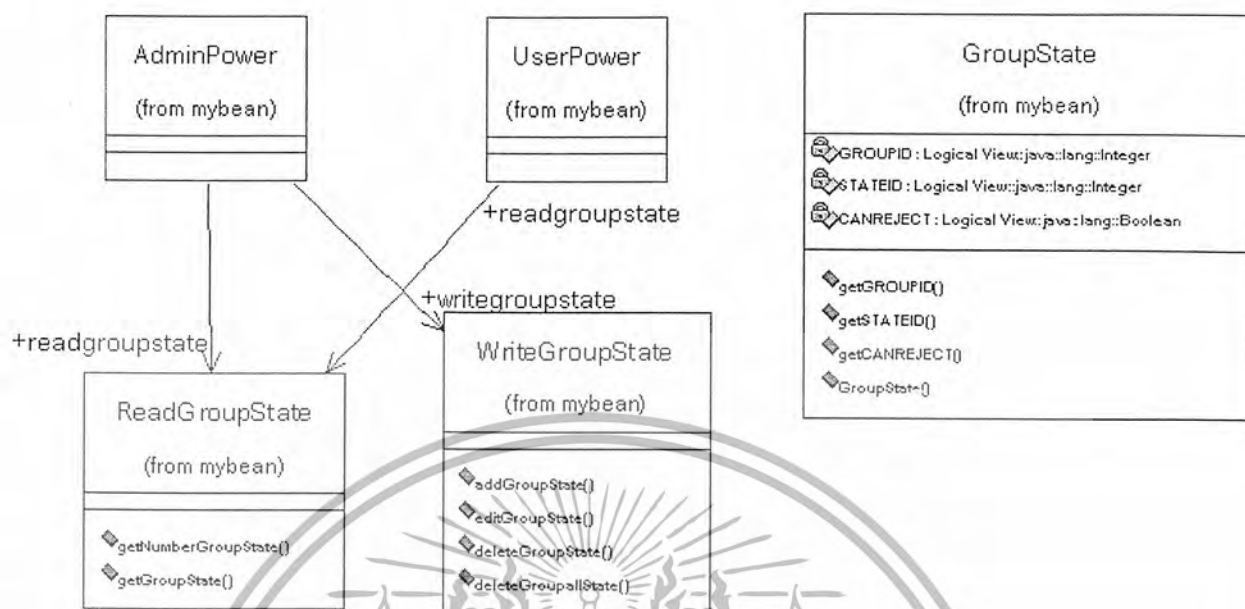 AdminPower
(from mybean)
UserPower
(from mybean)
GroupState
(from mybean)
GROUPID : Logical View::java::lang::Integer
STATEID : Logical View::java::lang::Integer
CANREJECT : Logical View::java::lang::Boolean
getGROUPID()
getSTATEID()
getCANREJECT()
GroupState()
+readgroupstate
+writegroupstate
+readgroupstate
ReadGroupState
(from mybean)
getNumberGroupState()
getGroupState()
WriteGroupState
(from mybean)
addGroupState()
editGroupState()
deleteGroupState()
deleteGroupallState()